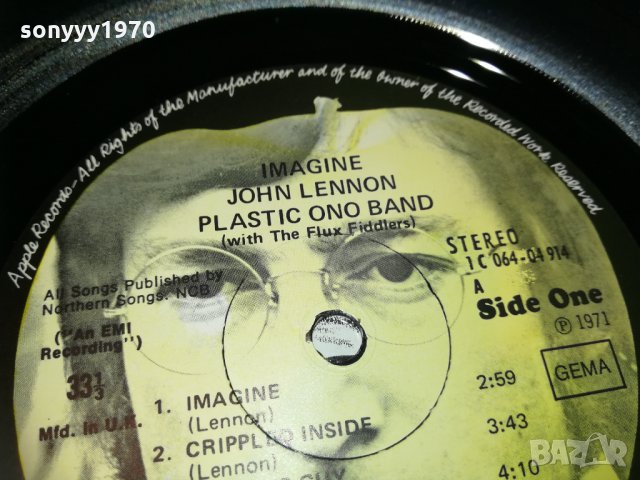 sonyyy1970
Apple Records - All Rights of the Manufacturer and of the Owner of the Recorded Work Reserved
IMAGINE
JOHN LENNON
PLASTIC ONO BAND
(with The Flux Fiddlers)
STEREO
1C 064-04 914
A
Side One
℗ 1971
GEMA
All Songs Published by
Northern Songs. NCB
("An EMI
Recording")
33⅓
Mfd. in U.K.
1. IMAGINE 2:59
(Lennon)
2. CRIPPLED INSIDE 3:43
(Lennon)
GUY 4:10
BAZAR